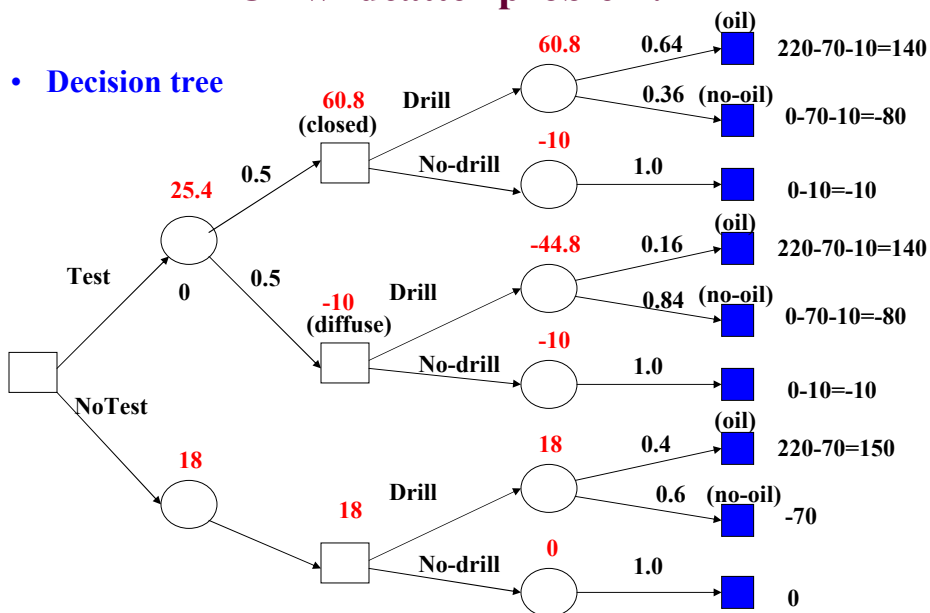 (oil)
60.8
0.64
220-70-10=140
• Decision tree
60.8
(closed)
Drill
0.36
(no-oil)
0-70-10=-80
-10
No-drill
1.0
0-10=-10
0.5
25.4
(oil)
-44.8
0.16
220-70-10=140
Test
0
0.5
-10
(diffuse)
Drill
0.84
(no-oil)
0-70-10=-80
-10
No-drill
1.0
0-10=-10
NoTest
(oil)
18
18
0.4
220-70=150
18
Drill
0.6
(no-oil)
-70
0
No-drill
1.0
0